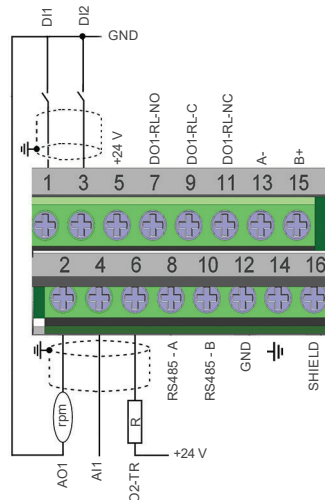 DI1
DI2
GND
+24 V
DO1-RL-NO
DO1-RL-C
DO1-RL-NC
A-
B+
1 3 5 7 9 11 13 15
2 4 6 8 10 12 14 16
rpm
R
RS485 - A
RS485 - B
GND
SHIELD
AO1
AI1
+24 V